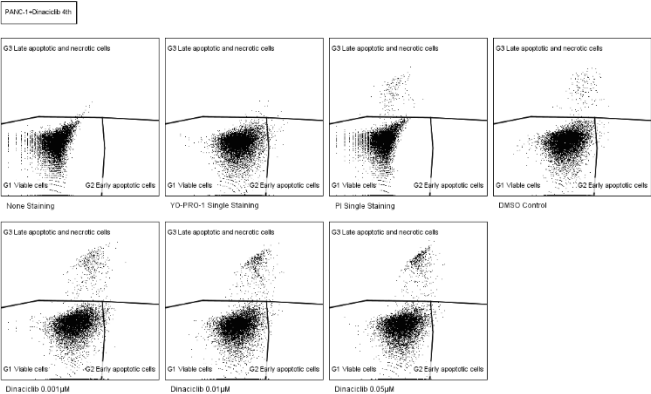 PANC-1+Dinaciclib 4th
G3 Late apoptotic and necrotic cells
G1 Viable cells
G2 Early apoptotic cells
None Staining
G3 Late apoptotic and necrotic cells
G1 Viable cells
G2 Early apoptotic cells
YO-PRO-1 Single Staining
G3 Late apoptotic and necrotic cells
G1 Viable cells
G2 Early apoptotic cells
PI Single Staining
G3 Late apoptotic and necrotic cells
G1 Viable cells
G2 Early apoptotic cells
DMSO Control
G3 Late apoptotic and necrotic cells
G1 Viable cells
G2 Early apoptotic cells
Dinaciclib 0.001μM
G3 Late apoptotic and necrotic cells
G1 Viable cells
G2 Early apoptotic cells
Dinaciclib 0.01μM
G3 Late apoptotic and necrotic cells
G1 Viable cells
G2 Early apoptotic cells
Dinaciclib 0.05μM